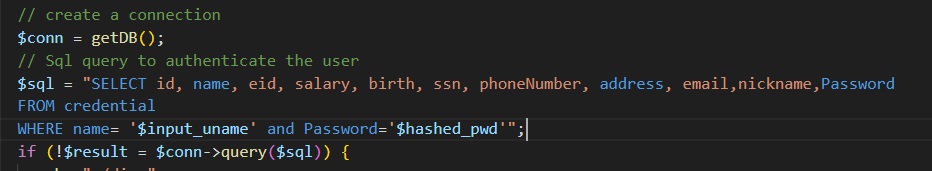 // create a connection
$conn = getDB();
// Sql query to authenticate the user
$sql = "SELECT id, name, eid, salary, birth, ssn, phoneNumber, address, email,nickname,Password
FROM credential
WHERE name= '$input_uname' and Password='$hashed_pwd'";
if (!$result = $conn->query($sql)) {